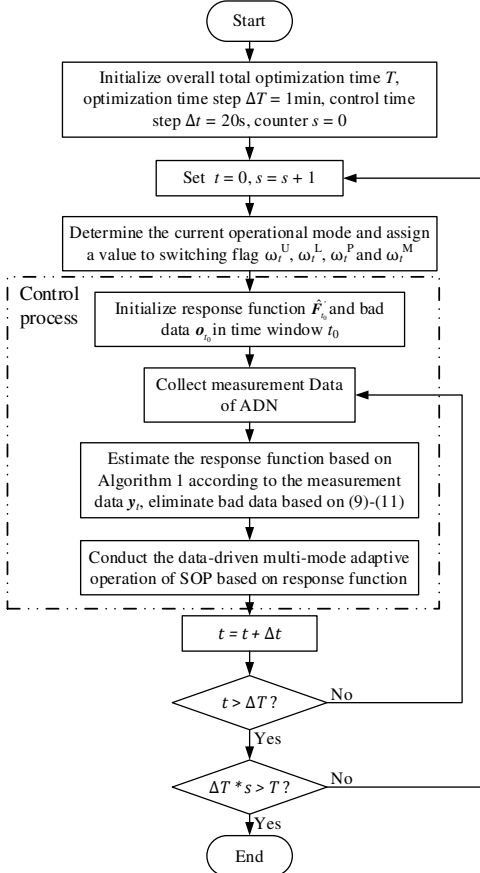 Start
Initialize overall total optimization time T,
optimization time step ΔT = 1min, control time
step Δt = 20s, counter s = 0
Set t = 0, s = s + 1
Determine the current operational mode and assign
a value to switching flag ω_t^U, ω_t^L, ω_t^P and ω_t^M
Control
process
Initialize response function F̂'_{t_0} and bad
data o_{t_0} in time window t_0
Collect measurement Data
of ADN
Estimate the response function based on
Algorithm 1 according to the measurement
data y_t, eliminate bad data based on (9)-(11)
Conduct the data-driven multi-mode adaptive
operation of SOP based on response function
t = t + Δt
t > ΔT ?
No
Yes
ΔT * s > T ?
No
Yes
End